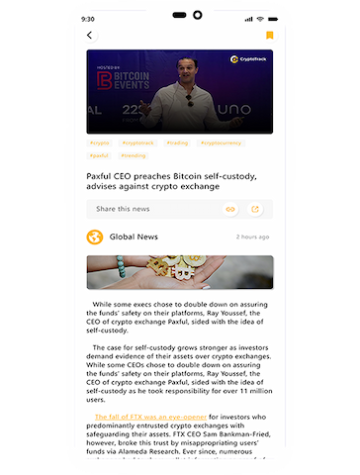 9:30
HOSTED BY
BITCOIN
EVENTS
CryptoTrack
UNO
#crypto #cryptotrack #trading #cryptocurrency
#paxful #trending
Paxful CEO preaches Bitcoin self-custody,
advises against crypto exchange
Share this news
Global News 2 hours ago
While some execs chose to double down on assuring
the funds' safety on their platforms, Ray Youssef, the
CEO of crypto exchange Paxful, sided with the idea of
self-custody.
The case for self-custody grows stronger as investors
demand evidence of their assets over crypto exchanges.
While some CEOs chose to double down on assuring
the funds' safety on their platforms, Ray Youssef, the
CEO of crypto exchange Paxful, sided with the idea of
self-custody as he took responsibility for over 11 million
users.
The fall of FTX was an eye-opener for investors who
predominantly entrusted crypto exchanges with
safeguarding their assets. FTX CEO Sam Bankman-Fried,
however, broke this trust by misappropriating users'
funds via Alameda Research. Ever since, numerous